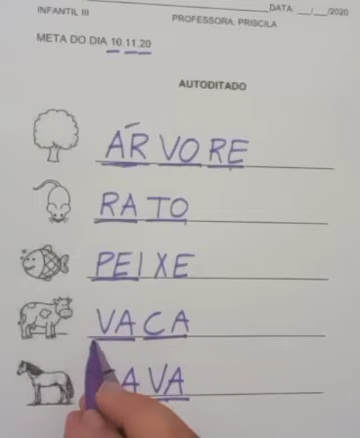 DATA: ___/___/2020
INFANTIL III
PROFESSORA: PRISCILA
META DO DIA 10.11.20
AUTODITADO
ÁRVORE
RATO
PEIXE
VACA
AVA